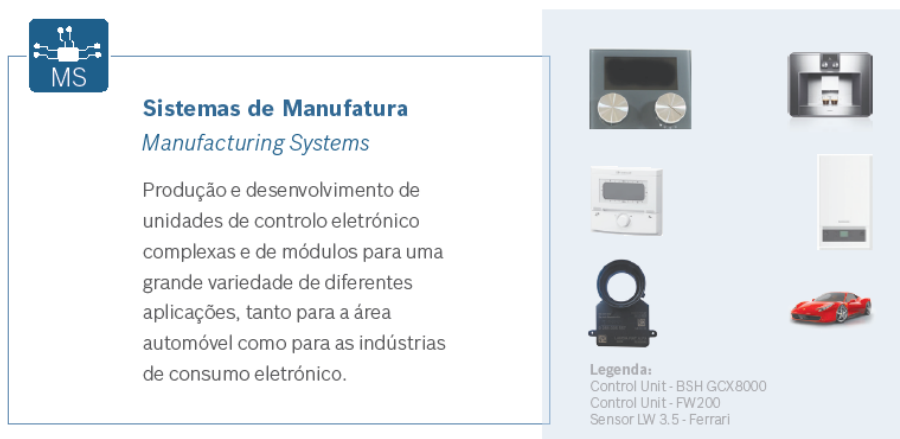 MS
Sistemas de Manufatura
Manufacturing Systems
Produção e desenvolvimento de
unidades de controlo eletrónico
complexas e de módulos para uma
grande variedade de diferentes
aplicações, tanto para a área
automóvel como para as indústrias
de consumo eletrónico.
Legenda:
Control Unit - BSH GCX8000
Control Unit - FW200
Sensor LW 3.5 - Ferrari